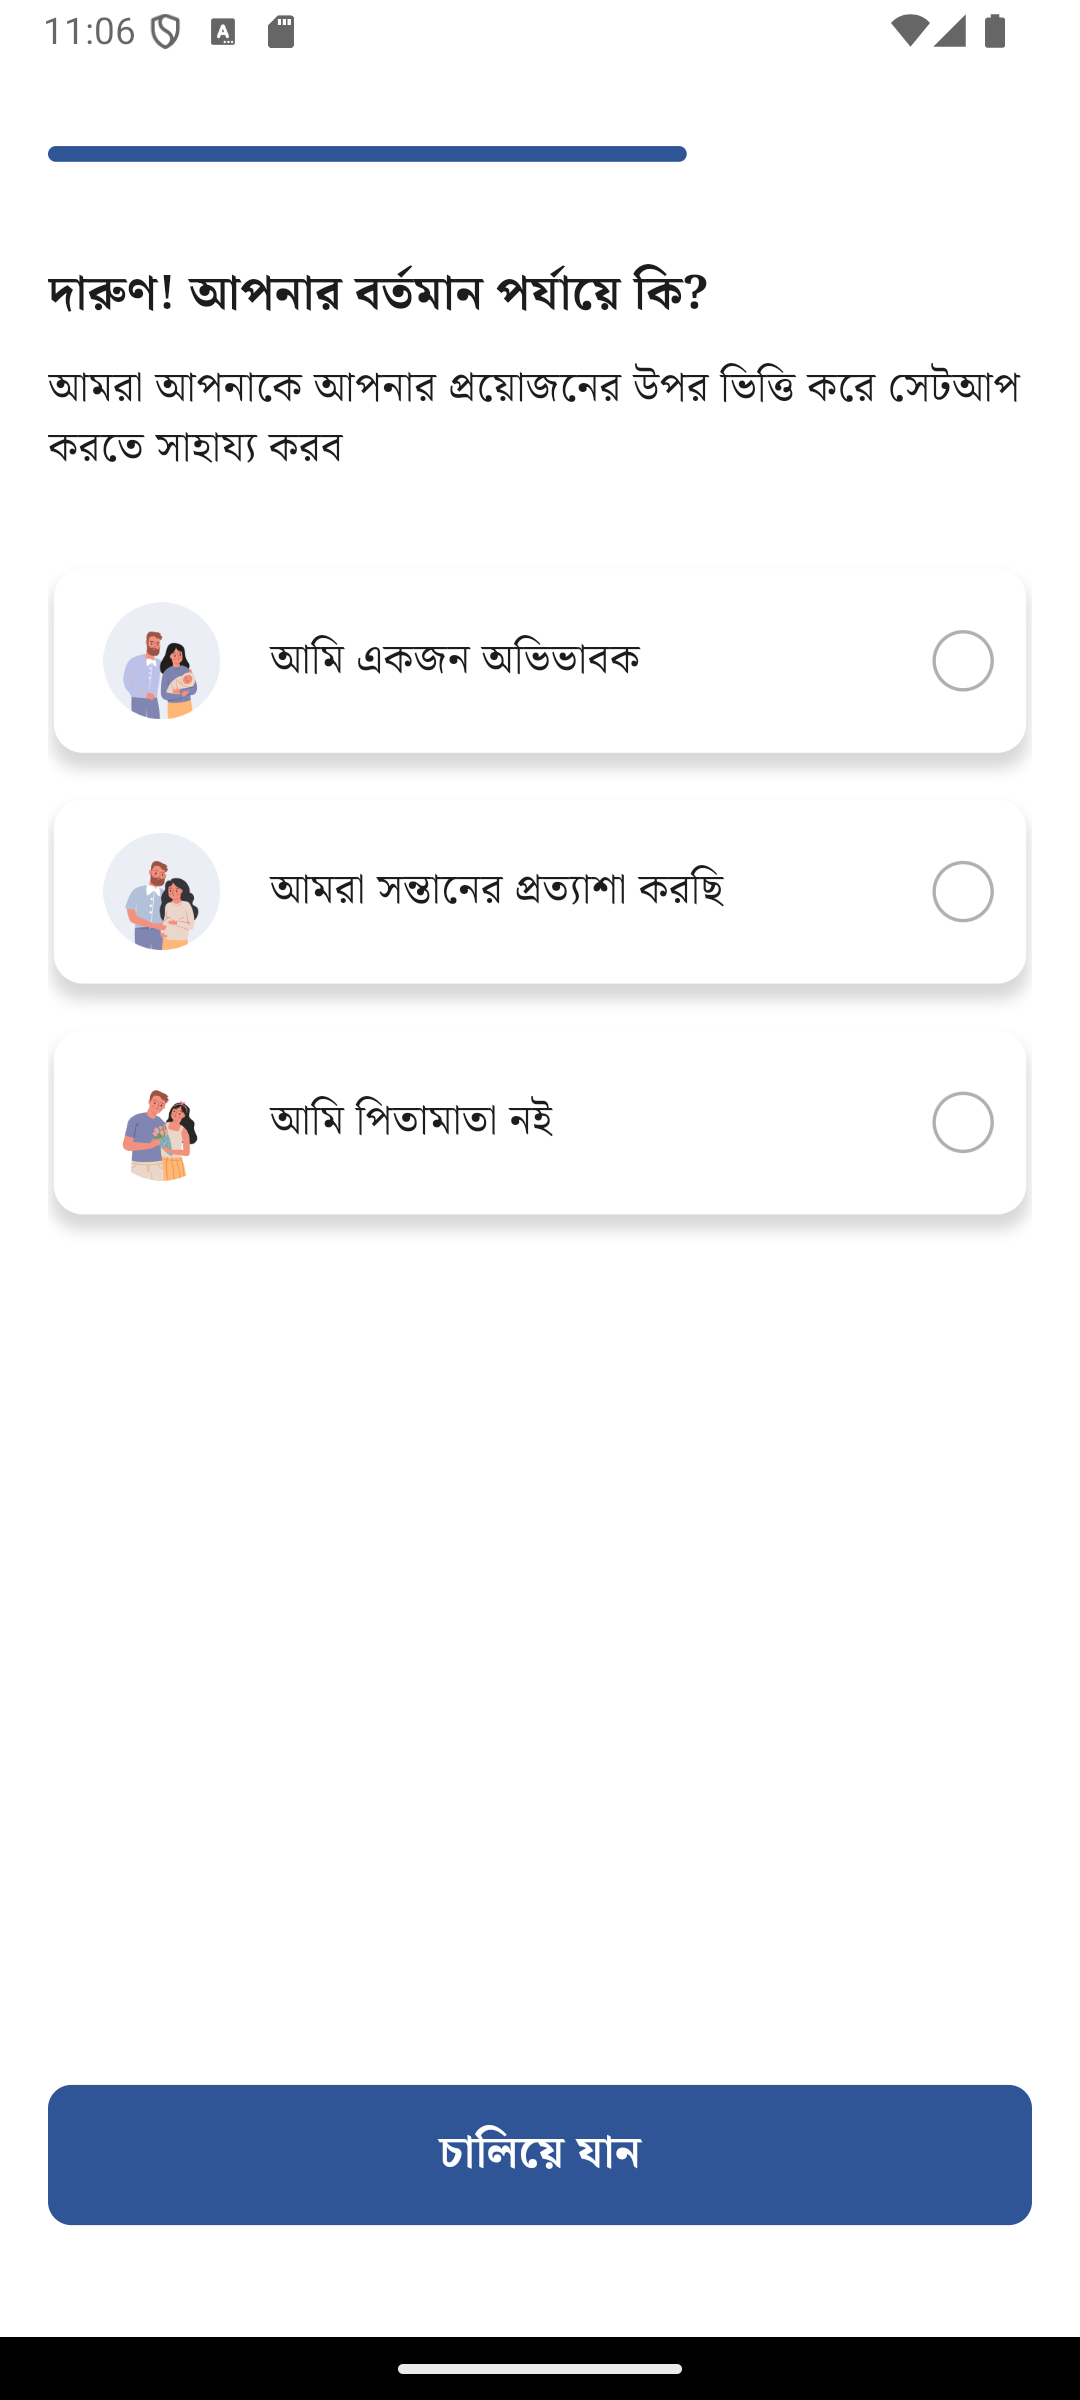 11:06
দারুণ! আপনার বর্তমান পর্যায়ে কি?
আমরা আপনাকে আপনার প্রয়োজনের উপর ভিত্তি করে সেটআপ
করতে সাহায্য করব
আমি একজন অভিভাবক
আমরা সন্তানের প্রত্যাশা করছি
আমি পিতামাতা নই
চালিয়ে যান